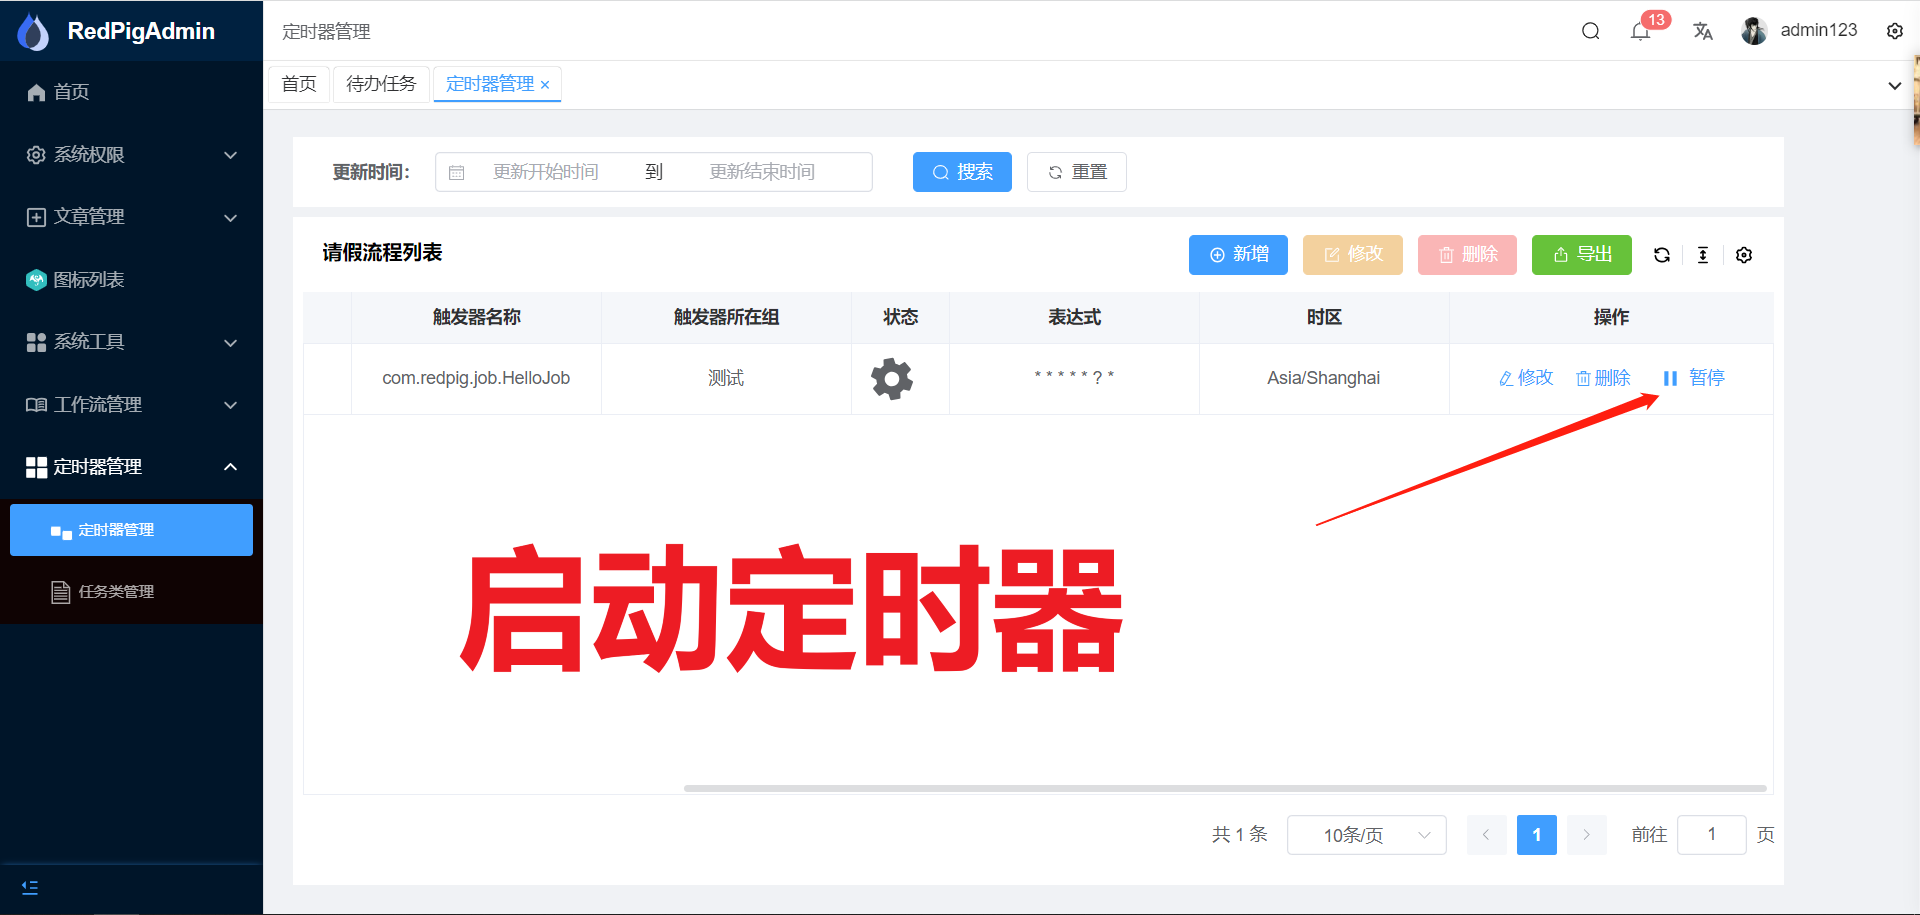 RedPigAdmin
定时器管理
13
admin123
首页
待办任务
定时器管理 ×
首页
系统权限
文章管理
图标列表
系统工具
工作流管理
定时器管理
定时器管理
任务类管理
更新时间：
更新开始时间
到
更新结束时间
搜索
重置
请假流程列表
新增
修改
删除
导出
触发器名称
触发器所在组
状态
表达式
时区
操作
com.redpig.job.HelloJob
测试
* * * * * ? *
Asia/Shanghai
修改
删除
暂停
启动定时器
共 1 条
10条/页
1
前往
1
页